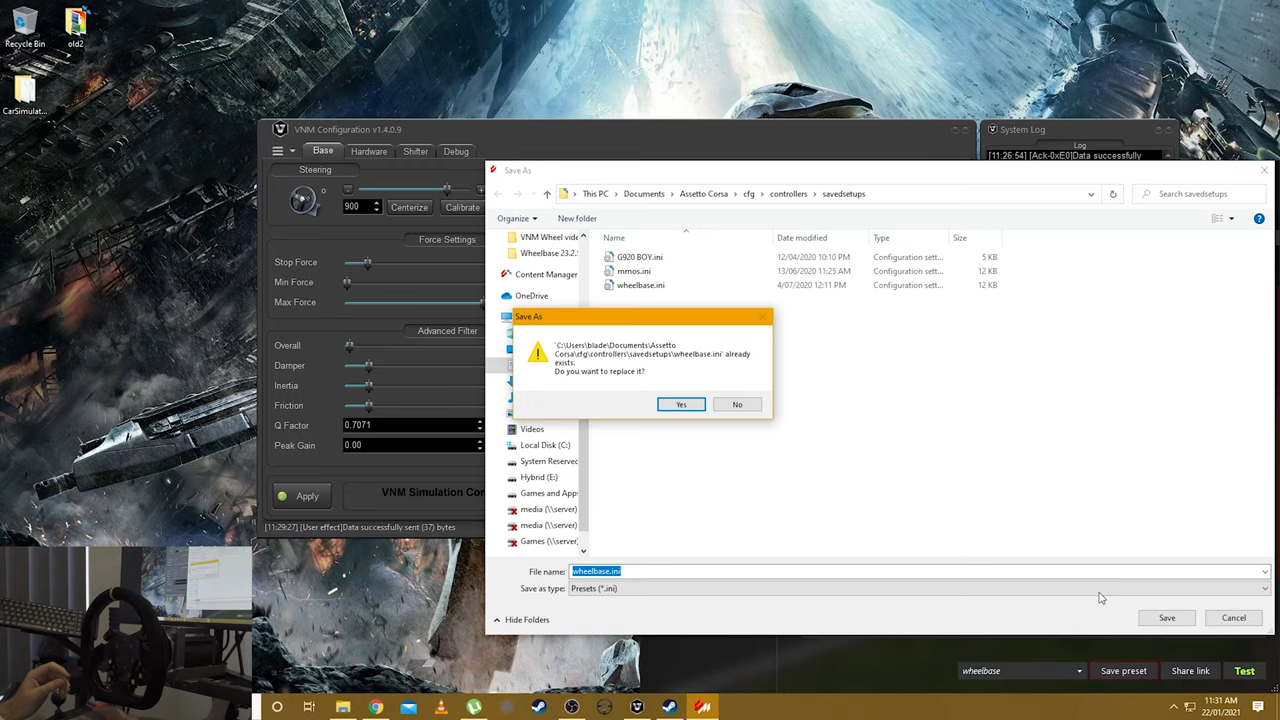 Recycle Bin
old2
CarSimulat...
VNM Configuration v1.4.0.9
Base
Hardware
Shifter
Debug
Steering
900
Centerize
Calibrate
Force Settings
Stop Force
Min Force
Max Force
Advanced Filter
Overall
Damper
Inertia
Friction
Q Factor
0.7071
Peak Gain
0.00
Apply
VNM Simulation Cor
[11:29:27] [User effect]Data successfully sent (37) bytes
System Log
Log
[11:26:54] [Ack-0xE0]Data successfully
Save As
This PC
Documents
Assetto Corsa
cfg
controllers
savedsetups
Search savedsetups
Organize
New folder
Name
Date modified
Type
Size
VNM Wheel vide
Wheelbase 23.2.
Content Manager
OneDrive
G920 BOY.ini
12/04/2020 10:10 PM
Configuration sett...
5 KB
mmos.ini
13/06/2020 11:25 AM
Configuration sett...
12 KB
wheelbase.ini
4/07/2020 12:11 PM
Configuration sett...
12 KB
Save As
'C:\Users\blade\Documents\Assetto
Corsa\cfg\controllers\savedsetups\wheelbase.ini' already
exists.
Do you want to replace it?
Yes
No
Videos
Local Disk (C:)
System Reserved
Hybrid (E:)
Games and Apps
media (\\server)
media (\\server)
Games (\\server)
File name:
wheelbase.ini
Save as type:
Presets (*.ini)
Hide Folders
Save
Cancel
wheelbase
Save preset
Share link
Test
11:31 AM
22/01/2021